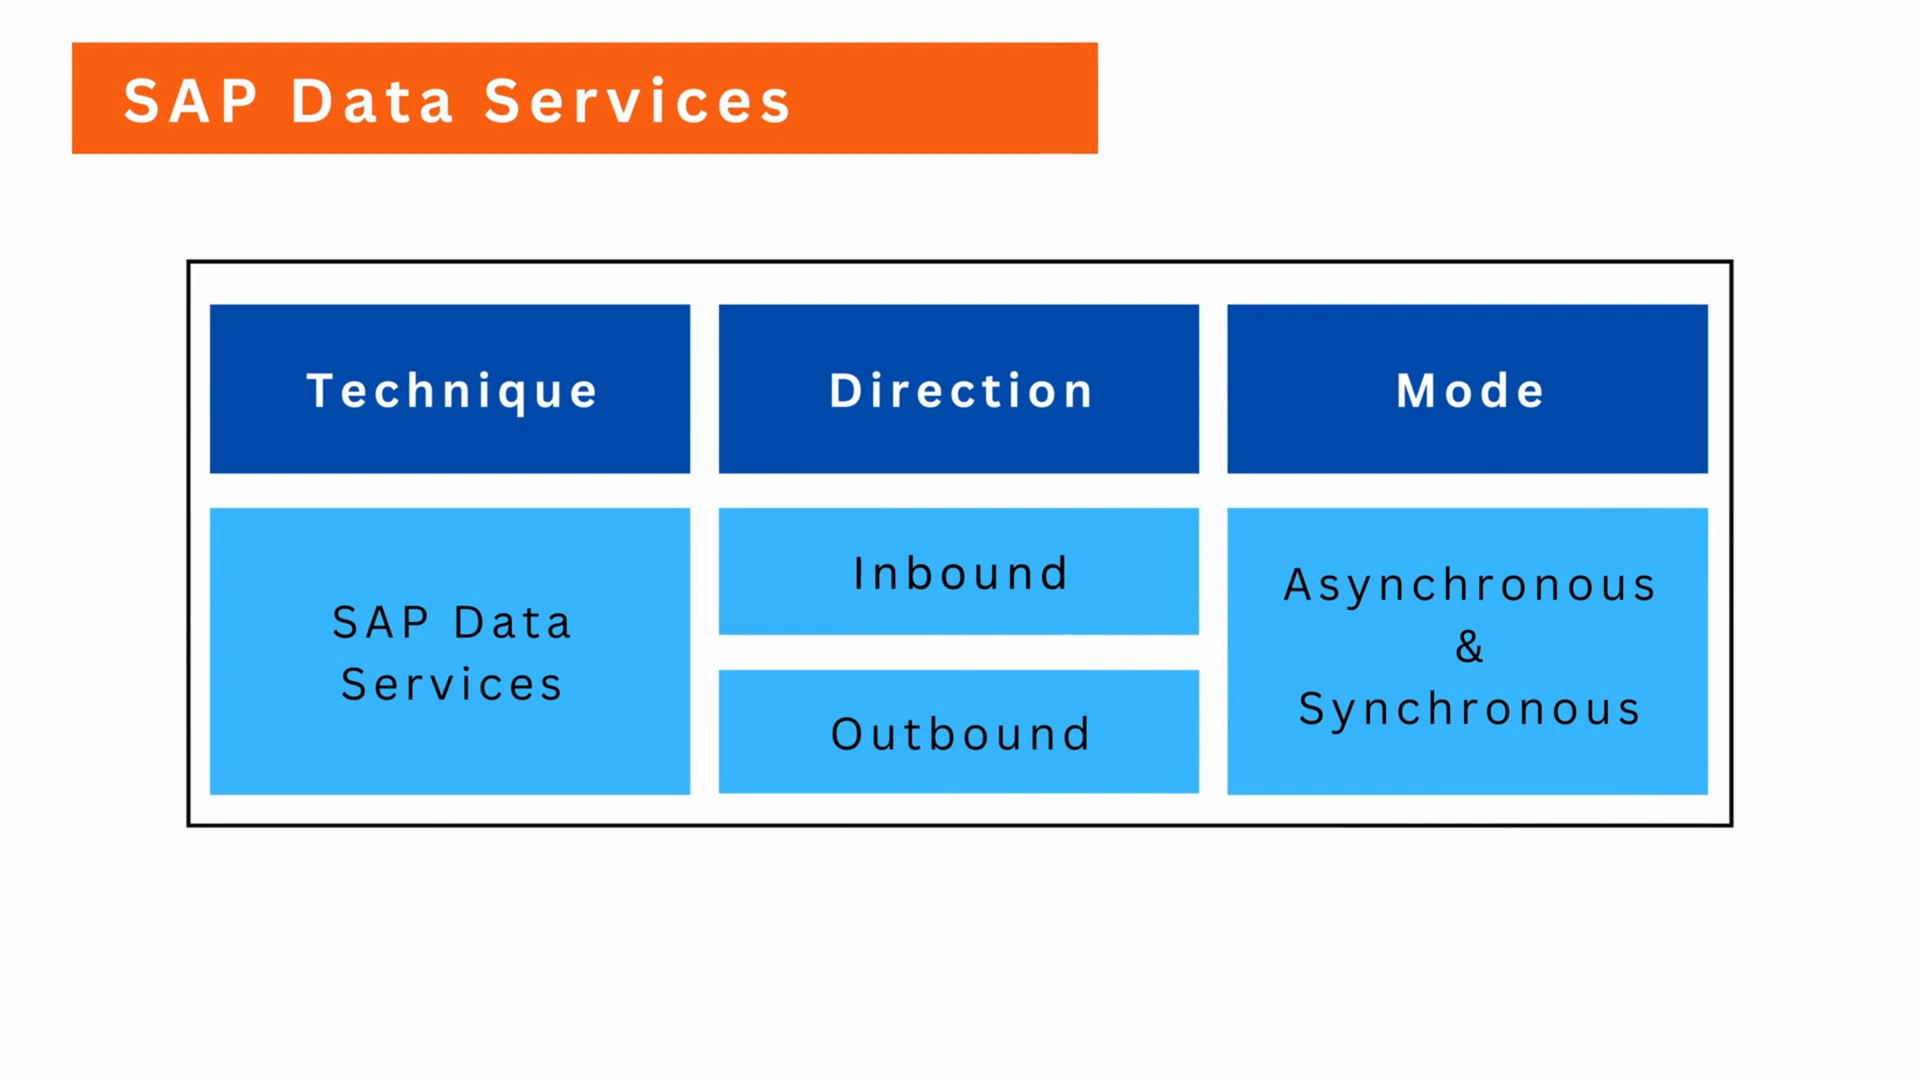 SAP Data Services
Technique
Direction
Mode
SAP Data
Services
Inbound
Outbound
Asynchronous
&
Synchronous